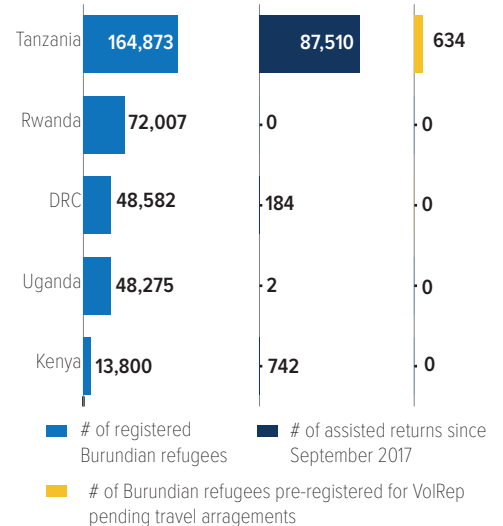 Tanzania 164,873 87,510 634
Rwanda 72,007 0 0
DRC 48,582 184 0
Uganda 48,275 2 0
Kenya 13,800 742 0
# of registered
Burundian refugees
# of assisted returns since
September 2017
# of Burundian refugees pre-registered for VolRep
pending travel arragements